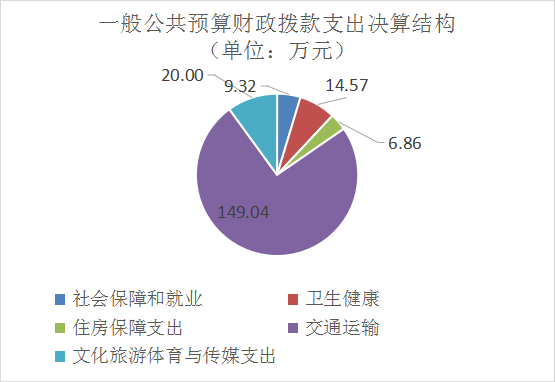 一般公共预算财政拨款支出决算结构
（单位：万元）
20.00
9.32
14.57
6.86
149.04
社会保障和就业
卫生健康
住房保障支出
交通运输
文化旅游体育与传媒支出